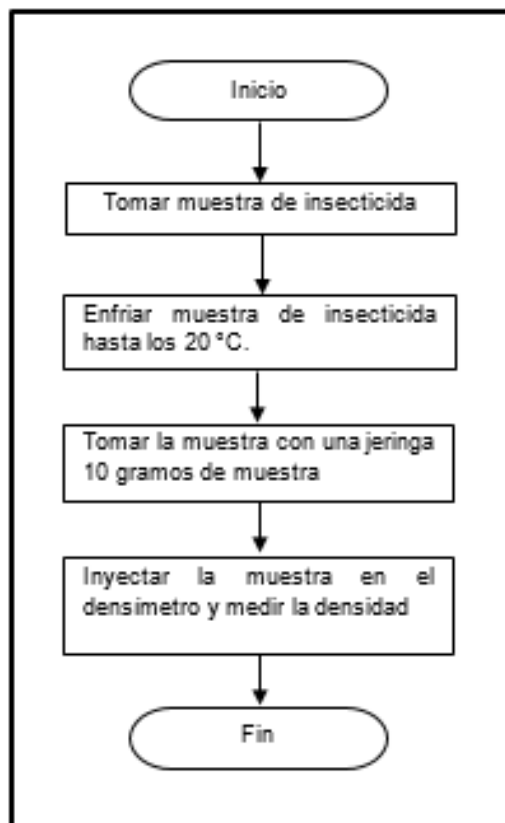 Inicio
Tomar muestra de insecticida
Enfriar muestra de insecticida
hasta los 20 °C.
Tomar la muestra con una jeringa
10 gramos de muestra
Inyectar la muestra en el
densimetro y medir la densidad
Fin